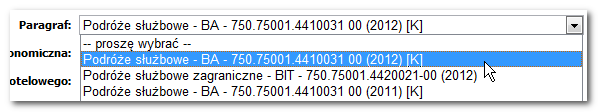 Paragraf: Podróże służbowe - BA - 750.75001.4410031 00 (2012) [K]
-- proszę wybrać --
onomiczna: Podróże służbowe - BA - 750.75001.4410031 00 (2012) [K]
Podróże służbowe zagraniczne - BIT - 750.75001.4420021-00 (2012)
otelowego: Podróże służbowe - BA - 750.75001.4410031 00 (2011) [K]